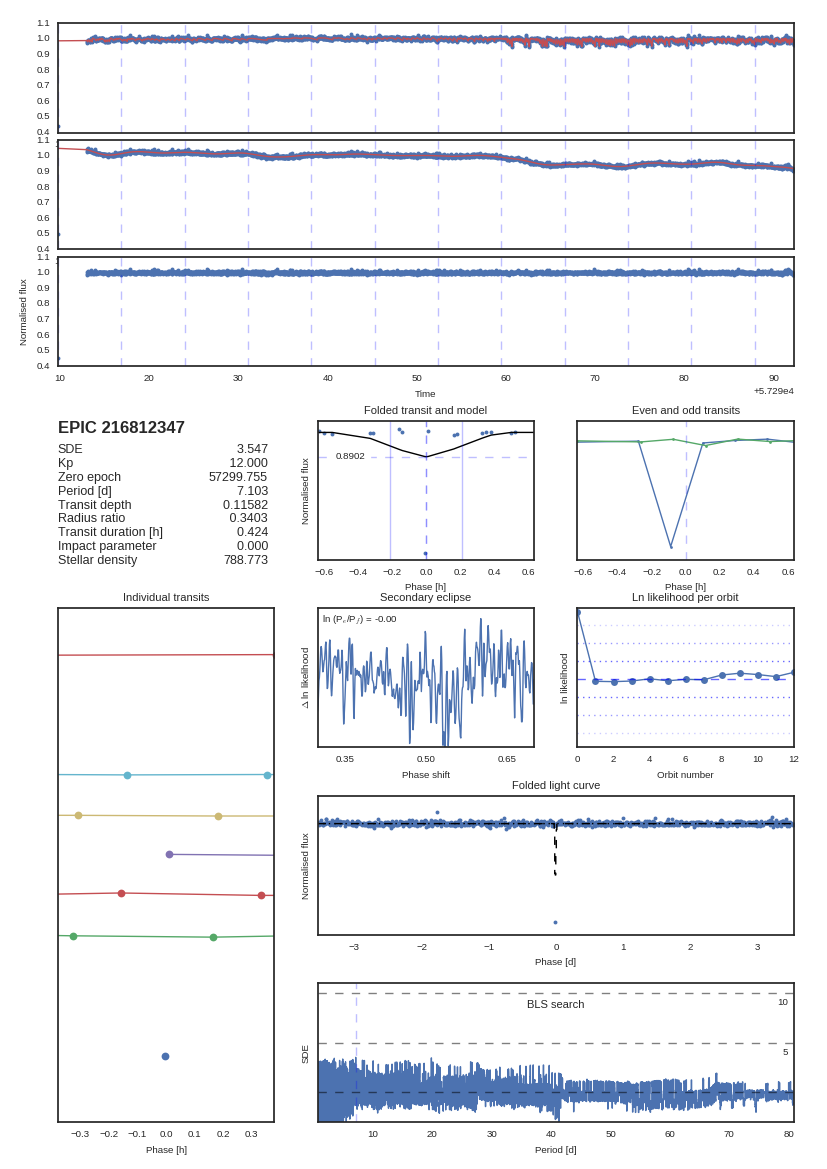 1.1
1.0
0.9
0.8
0.7
0.6
0.5
0.4
1.1
1.0
0.9
0.8
0.7
0.6
0.5
0.4
1.1
1.0
0.9
0.8
0.7
0.6
0.5
0.4
Normalised flux
10 20 30 40 50 60 70 80 90
Time
+5.729e4
EPIC 216812347
SDE 3.547
Kp 12.000
Zero epoch 57299.755
Period [d] 7.103
Transit depth 0.11582
Radius ratio 0.3403
Transit duration [h] 0.424
Impact parameter 0.000
Stellar density 788.773
Folded transit and model
Normalised flux
0.8902
−0.6 −0.4 −0.2 0.0 0.2 0.4 0.6
Phase [h]
Even and odd transits
−0.6 −0.4 −0.2 0.0 0.2 0.4 0.6
Phase [h]
Individual transits
−0.3 −0.2 −0.1 0.0 0.1 0.2 0.3
Phase [h]
Secondary eclipse
ln (Pₑ/P𝑓) = -0.00
Δ ln likelihood
0.35 0.50 0.65
Phase shift
Ln likelihood per orbit
ln likelihood
0 2 4 6 8 10 12
Orbit number
Folded light curve
Normalised flux
−3 −2 −1 0 1 2 3
Phase [d]
BLS search
10
5
SDE
10 20 30 40 50 60 70 80
Period [d]